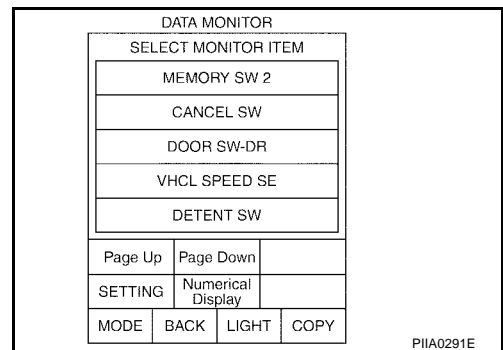 DATA MONITOR
SELECT MONITOR ITEM
MEMORY SW 2
CANCEL SW
DOOR SW-DR
VHCL SPEED SE
DETENT SW
Page Up Page Down
SETTING Numerical
Display
MODE BACK LIGHT COPY
PIIA0291E